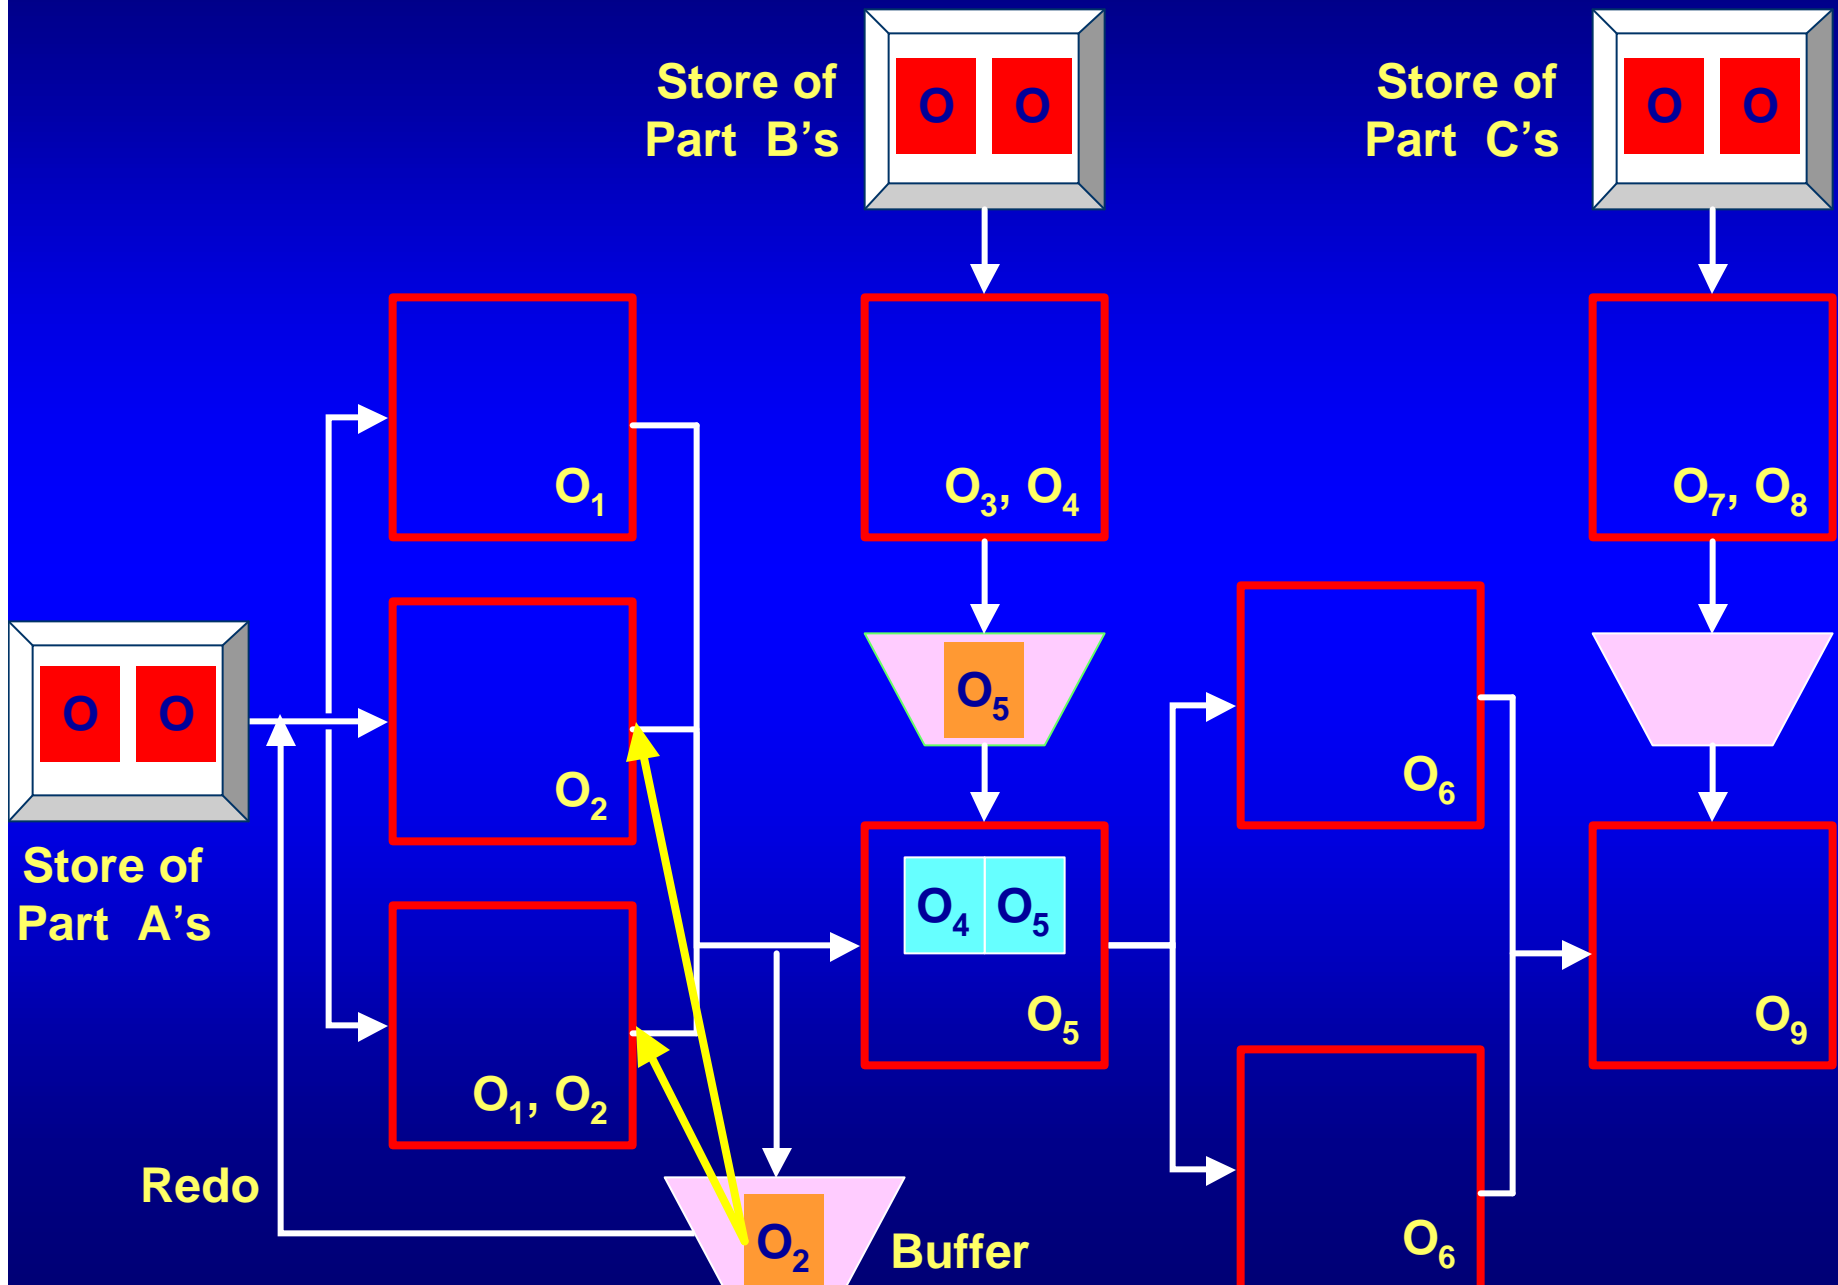 Store of
Part B’s
O O
Store of
Part C’s
O O
O₁
O₃, O₄
O₇, O₈
O O
Store of
Part A’s
O₂
O₅
O₆
O₄ O₅
O₅
O₉
O₁, O₂
Redo
O₂
Buffer
O₆